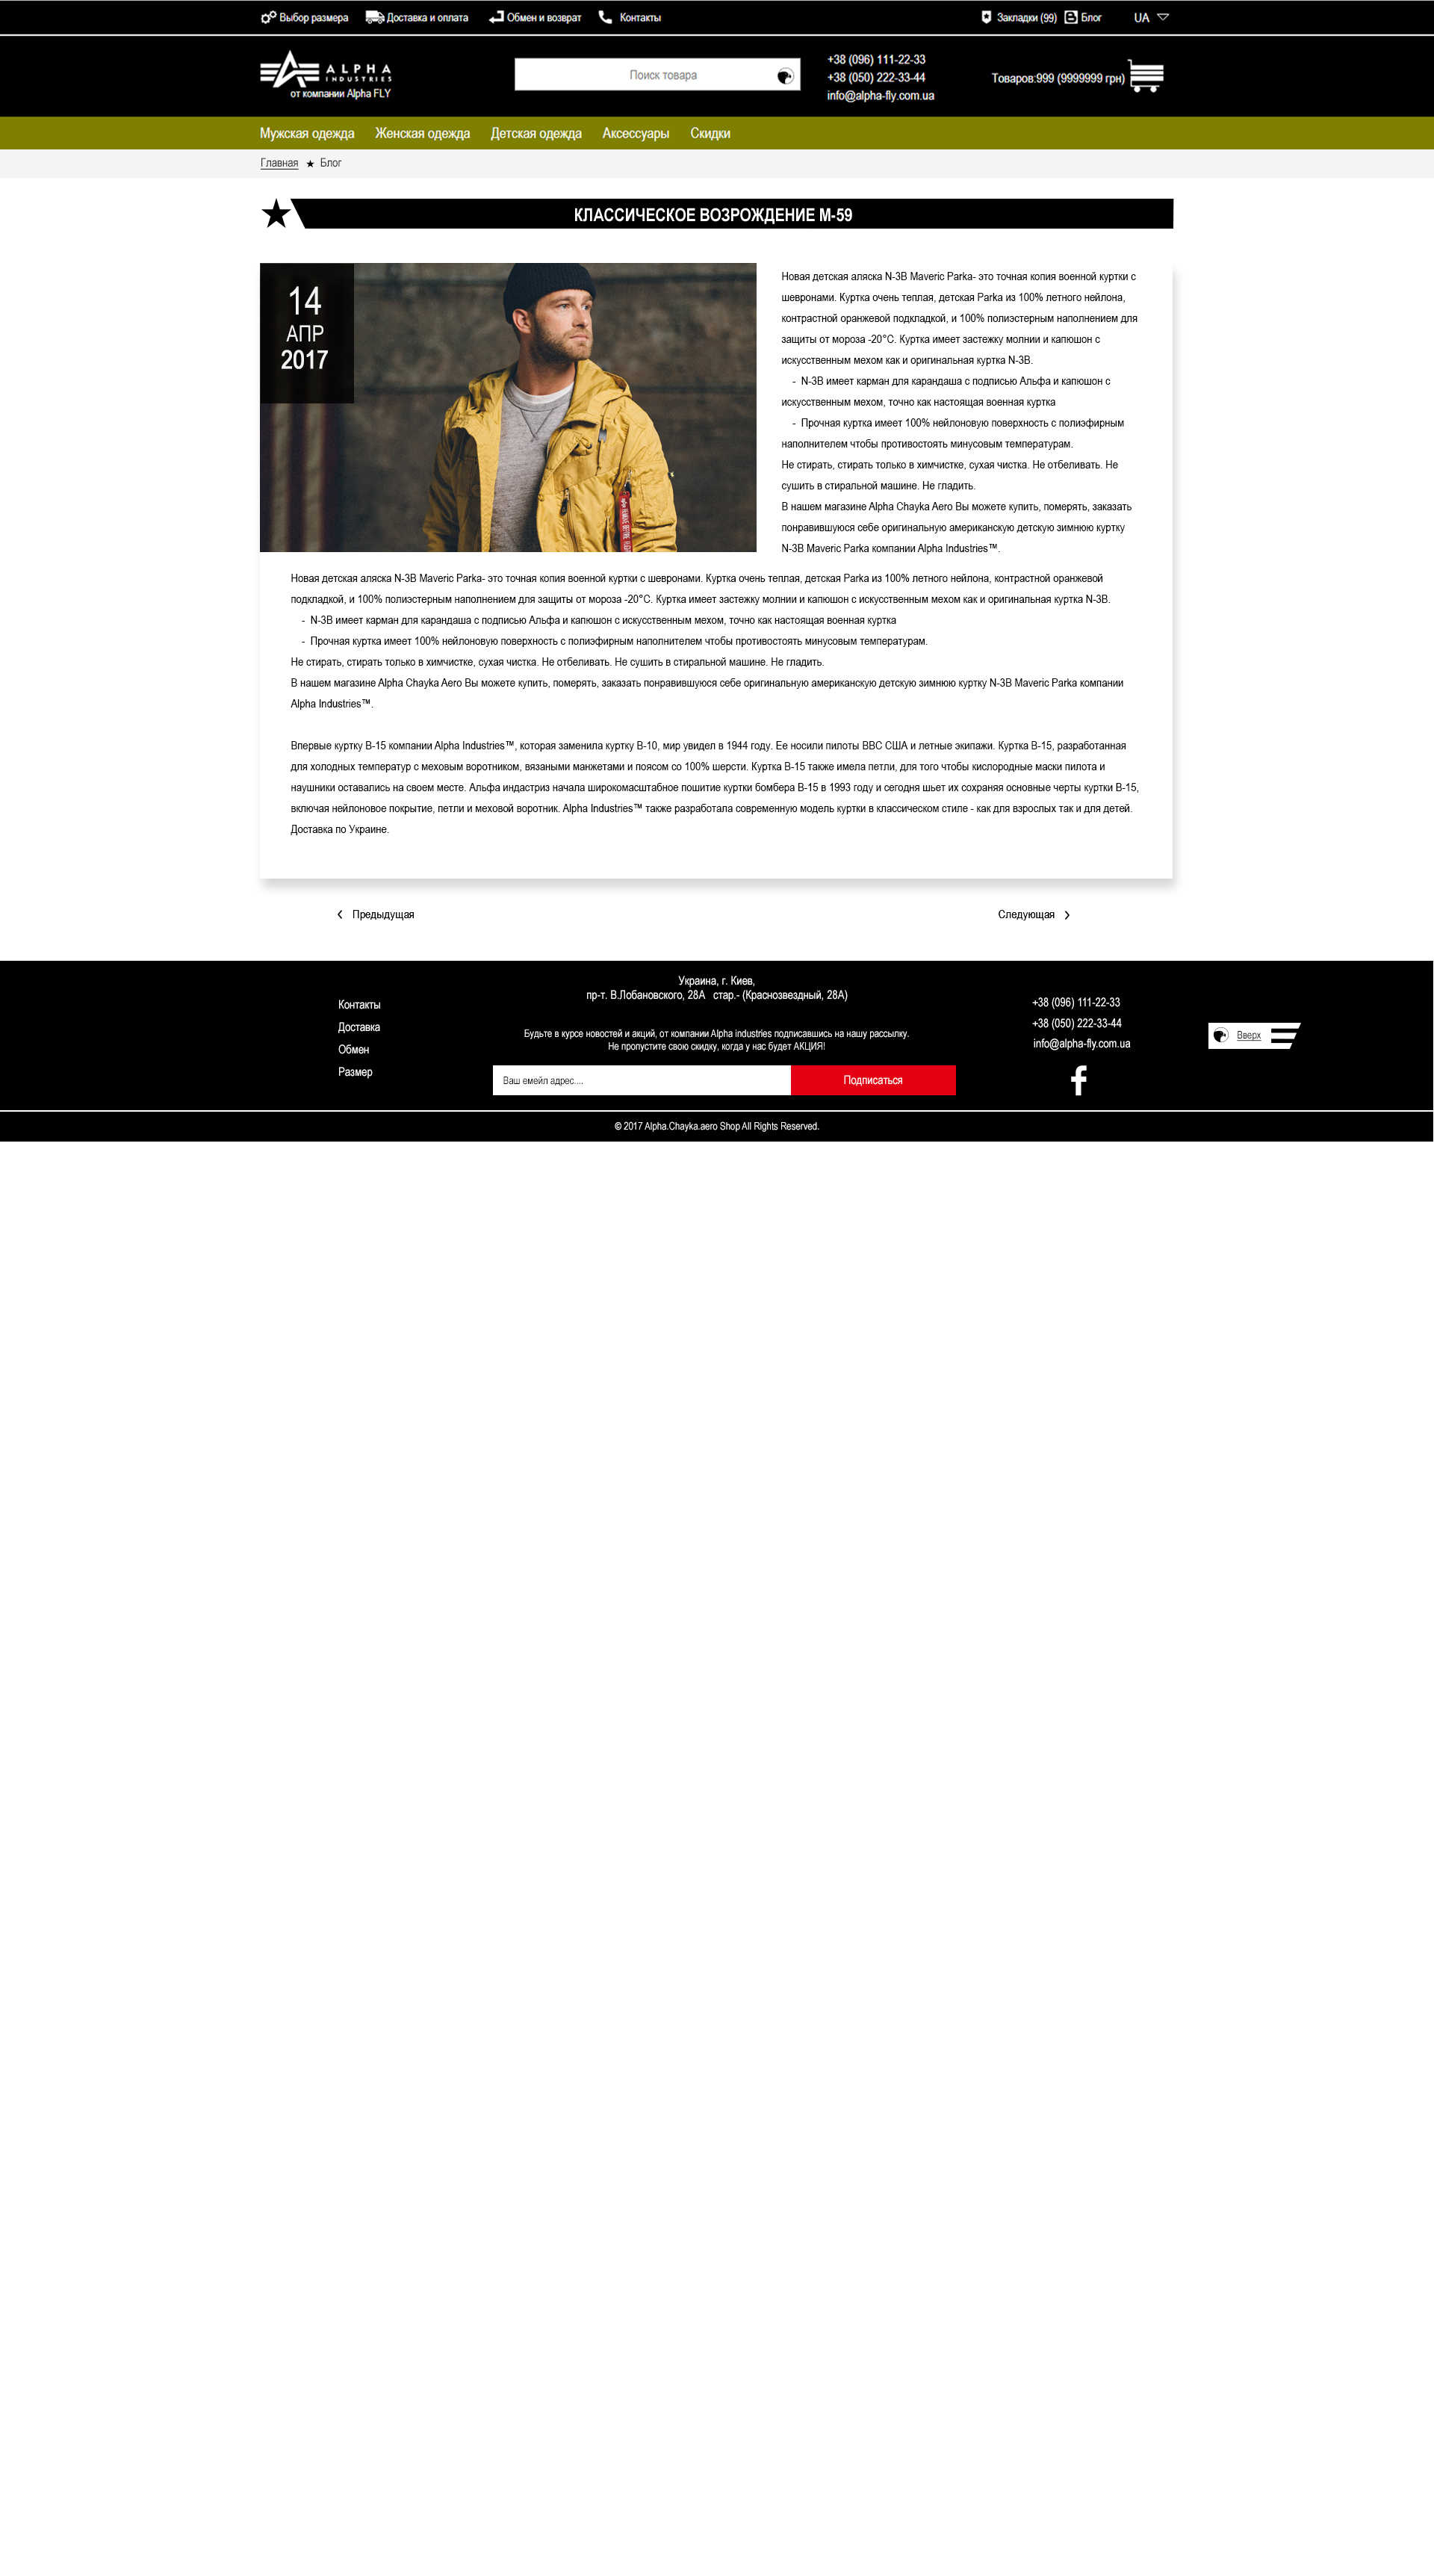 Выбор размера Доставка и оплата Обмен и возврат Контакты Закладки (99) Блог UA
ALPHA
INDUSTRIES
от компании Alpha FLY
Поиск товара
+38 (096) 111-22-33
+38 (050) 222-33-44
info@alpha-fly.com.ua
Товаров:999 (9999999 грн)
Мужская одежда Женская одежда Детская одежда Аксессуары Скидки
Главная ★ Блог
КЛАССИЧЕСКОЕ ВОЗРОЖДЕНИЕ М-59
14
АПР
2017
Новая детская аляска N-3B Maveric Parka- это точная копия военной куртки с
шевронами. Куртка очень теплая, детская Parka из 100% летного нейлона,
контрастной оранжевой подкладкой, и 100% полиэстерным наполнением для
защиты от мороза -20°С. Куртка имеет застежку молнии и капюшон с
искусственным мехом как и оригинальная куртка N-3B.
- N-3B имеет карман для карандаша с подписью Альфа и капюшон с
искусственным мехом, точно как настоящая военная куртка
- Прочная куртка имеет 100% нейлоновую поверхность с полиэфирным
наполнителем чтобы противостоять минусовым температурам.
Не стирать, стирать только в химчистке, сухая чистка. Не отбеливать. Не
сушить в стиральной машине. Не гладить.
В нашем магазине Alpha Chayka Aero Вы можете купить, померять, заказать
понравившуюся себе оригинальную американскую детскую зимнюю куртку
N-3B Maveric Parka компании Alpha Industries™.
Новая детская аляска N-3B Maveric Parka- это точная копия военной куртки с шевронами. Куртка очень теплая, детская Parka из 100% летного нейлона, контрастной оранжевой
подкладкой, и 100% полиэстерным наполнением для защиты от мороза -20°С. Куртка имеет застежку молнии и капюшон с искусственным мехом как и оригинальная куртка N-3B.
- N-3B имеет карман для карандаша с подписью Альфа и капюшон с искусственным мехом, точно как настоящая военная куртка
- Прочная куртка имеет 100% нейлоновую поверхность с полиэфирным наполнителем чтобы противостоять минусовым температурам.
Не стирать, стирать только в химчистке, сухая чистка. Не отбеливать. Не сушить в стиральной машине. Не гладить.
В нашем магазине Alpha Chayka Aero Вы можете купить, померять, заказать понравившуюся себе оригинальную американскую детскую зимнюю куртку N-3B Maveric Parka компании
Alpha Industries™.
Впервые куртку B-15 компании Alpha Industries™, которая заменила куртку B-10, мир увидел в 1944 году. Ее носили пилоты ВВС США и летные экипажи. Куртка B-15, разработанная
для холодных температур с меховым воротником, вязаными манжетами и поясом со 100% шерсти. Куртка B-15 также имела петли, для того чтобы кислородные маски пилота и
наушники оставались на своем месте. Альфа индастриз начала широкомасштабное пошитие куртки бомбера B-15 в 1993 году и сегодня шьет их сохраняя основные черты куртки B-15,
включая нейлоновое покрытие, петли и меховой воротник. Alpha Industries™ также разработала современную модель куртки в классическом стиле - как для взрослых так и для детей.
Доставка по Украине.
Предыдущая Следующая
Контакты
Доставка
Обмен
Размер
Украина, г. Киев,
пр-т. В.Лобановского, 28А стар.- (Краснозвездный, 28А)
Будьте в курсе новостей и акций, от компании Alpha industries подписавшись на нашу рассылку.
Не пропустите свою скидку, когда у нас будет АКЦИЯ!
Ваш емейл адрес.... Подписаться
+38 (096) 111-22-33
+38 (050) 222-33-44
info@alpha-fly.com.ua
Вверх
© 2017 Alpha.Chayka.aero Shop All Rights Reserved.